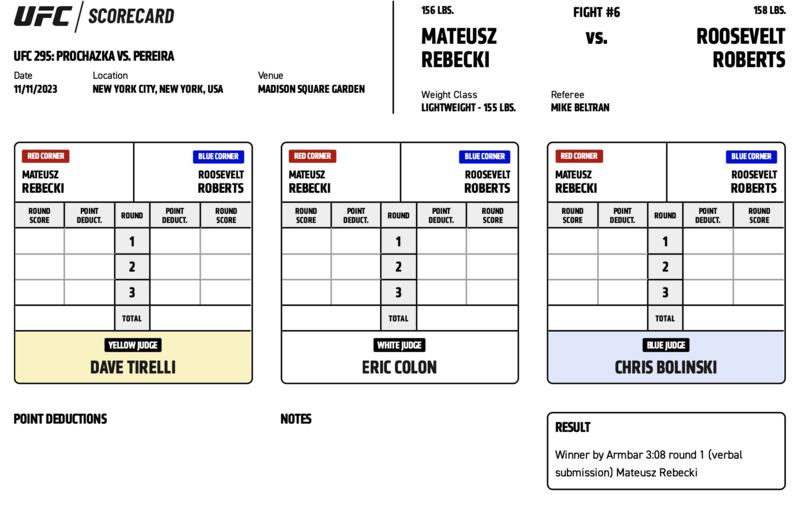 UFC / SCORECARD
UFC 295: PROCHAZKA VS. PEREIRA
Date Location Venue
11/11/2023 NEW YORK CITY, NEW YORK, USA MADISON SQUARE GARDEN
156 LBS. FIGHT #6 158 LBS.
MATEUSZ VS. ROOSEVELT
REBECKI ROBERTS
Weight Class Referee
LIGHTWEIGHT - 155 LBS. MIKE BELTRAN
RED CORNER BLUE CORNER
MATEUSZ ROOSEVELT
REBECKI ROBERTS
ROUND POINT ROUND POINT ROUND
SCORE DEDUCT. DEDUCT. SCORE
1
2
3
TOTAL
YELLOW JUDGE
DAVE TIRELLI
RED CORNER BLUE CORNER
MATEUSZ ROOSEVELT
REBECKI ROBERTS
ROUND POINT ROUND POINT ROUND
SCORE DEDUCT. DEDUCT. SCORE
1
2
3
TOTAL
WHITE JUDGE
ERIC COLON
RED CORNER BLUE CORNER
MATEUSZ ROOSEVELT
REBECKI ROBERTS
ROUND POINT ROUND POINT ROUND
SCORE DEDUCT. DEDUCT. SCORE
1
2
3
TOTAL
BLUE JUDGE
CHRIS BOLINSKI
POINT DEDUCTIONS
NOTES
RESULT
Winner by Armbar 3:08 round 1 (verbal
submission) Mateusz Rebecki